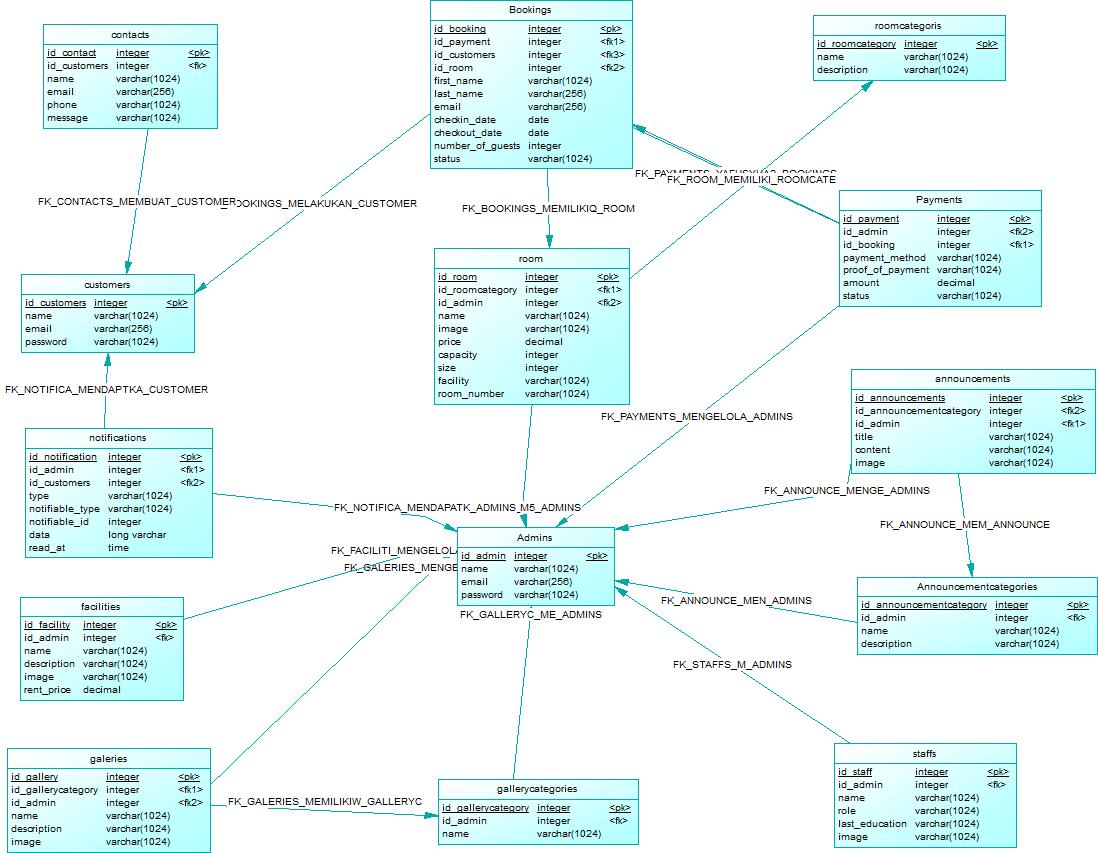 contacts
id_contact integer <pk>
id_customers integer <fk>
name varchar(1024)
email varchar(256)
phone varchar(1024)
message varchar(1024)
Bookings
id_booking integer <pk>
id_payment integer <fk1>
id_customers integer <fk3>
id_room integer <fk2>
first_name varchar(1024)
last_name varchar(256)
email varchar(256)
checkin_date date
checkout_date date
number_of_guests integer
status varchar(1024)
roomcategoris
id_roomcategory integer <pk>
name varchar(1024)
description varchar(1024)
FK_ROOM_MEMILIKI_ROOMCATE
FK_CONTACTS_MEMBUAT_CUSTOMER
OOKINGS_MELAKUKAN_CUSTOMER
FK_BOOKINGS_MEMILIKIQ_ROOM
Payments
id_payment integer <pk>
id_admin integer <fk2>
id_booking integer <fk1>
payment_method varchar(1024)
proof_of_payment varchar(1024)
amount decimal
status varchar(1024)
customers
id_customers integer <pk>
name varchar(1024)
email varchar(256)
password varchar(1024)
room
id_room integer <pk>
id_roomcategory integer <fk1>
id_admin integer <fk2>
name varchar(1024)
image varchar(1024)
price decimal
capacity integer
size integer
facility varchar(1024)
room_number varchar(1024)
FK_NOTIFICA_MENDAPTKA_CUSTOMER
FK_PAYMENTS_MENGELOLA_ADMINS
announcements
id_announcements integer <pk>
id_announcementcategory integer <fk2>
id_admin integer <fk1>
title varchar(1024)
content varchar(1024)
image varchar(1024)
notifications
id_notification integer <pk>
id_admin integer <fk1>
id_customers integer <fk2>
type varchar(1024)
notifiable_type varchar(1024)
notifiable_id integer
data long varchar
read_at time
FK_NOTIFICA_MENDAPATK_ADMINS_M5_ADMINS
FK_ANNOUNCE_MENGE_ADMINS
FK_ANNOUNCE_MEM_ANNOUNCE
Admins
id_admin integer <pk>
name varchar(1024)
email varchar(256)
password varchar(1024)
FK_FACILITI_MENGELOLA
FK_GALERIES_MENGE
FK_GALLERYC_ME_ADMINS
FK_ANNOUNCE_MEN_ADMINS
Announcementcategories
id_announcementcategory integer <pk>
id_admin integer <fk>
name varchar(1024)
description varchar(1024)
facilities
id_facility integer <pk>
id_admin integer <fk>
name varchar(1024)
description varchar(1024)
image varchar(1024)
rent_price decimal
FK_STAFFS_M_ADMINS
galeries
id_gallery integer <pk>
id_gallerycategory integer <fk1>
id_admin integer <fk2>
name varchar(1024)
description varchar(1024)
image varchar(1024)
FK_GALERIES_MEMILIKIW_GALLERYC
gallerycategories
id_gallerycategory integer <pk>
id_admin integer <fk>
name varchar(1024)
staffs
id_staff integer <pk>
id_admin integer <fk>
name varchar(1024)
role varchar(1024)
last_education varchar(1024)
image varchar(1024)